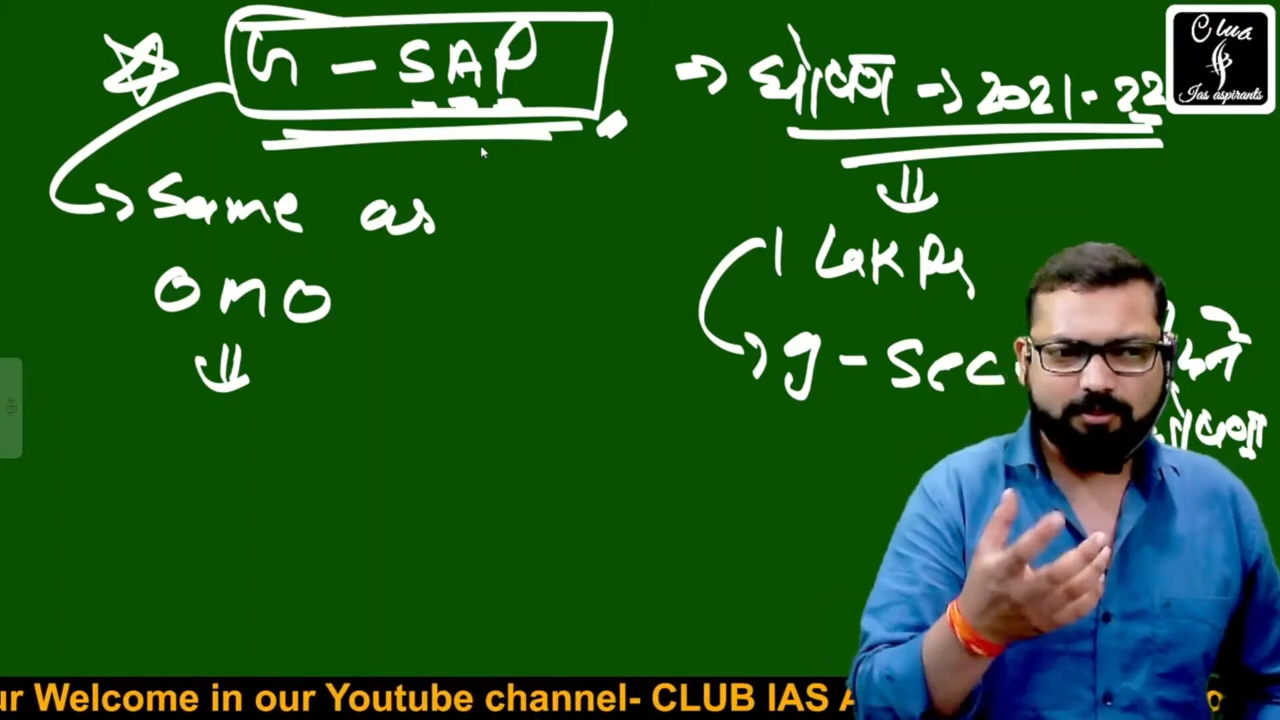 G - SAP
→ घोषणा → 2021-22
Same as
OMO
1 Lak Rs
g-sec
Club
Ias aspirants
ur Welcome in our Youtube channel- CLUB IAS A